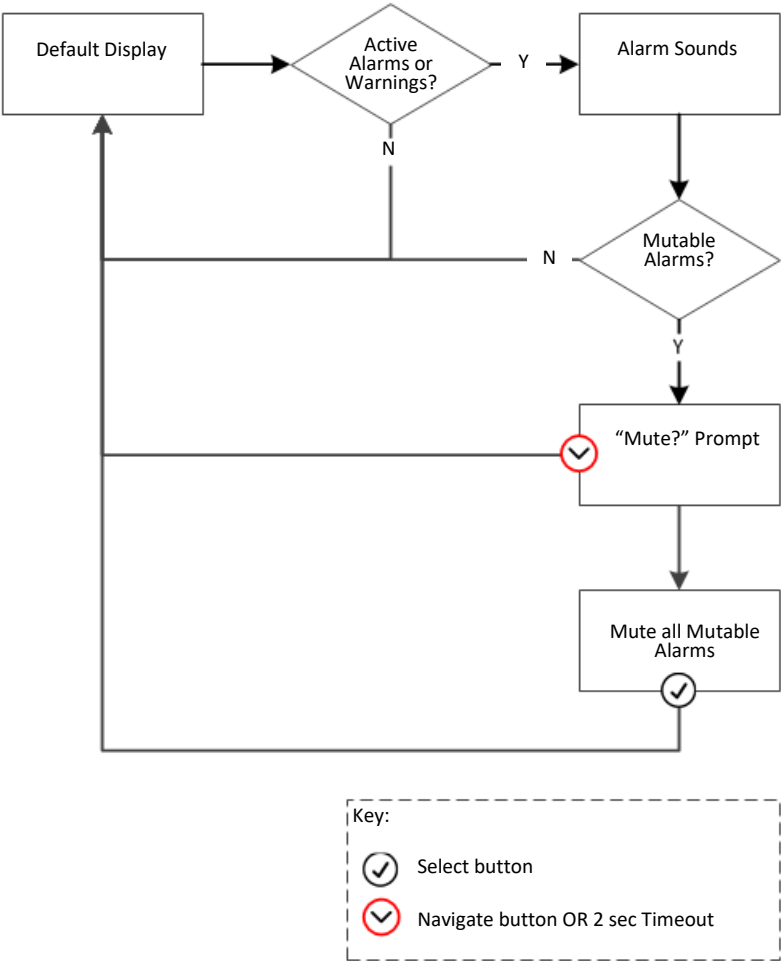 Default Display
Active
Alarms or
Warnings?
Y
Alarm Sounds
N
Mutable
Alarms?
N
Y
“Mute?” Prompt
Mute all Mutable
Alarms
Key:
Select button
Navigate button OR 2 sec Timeout